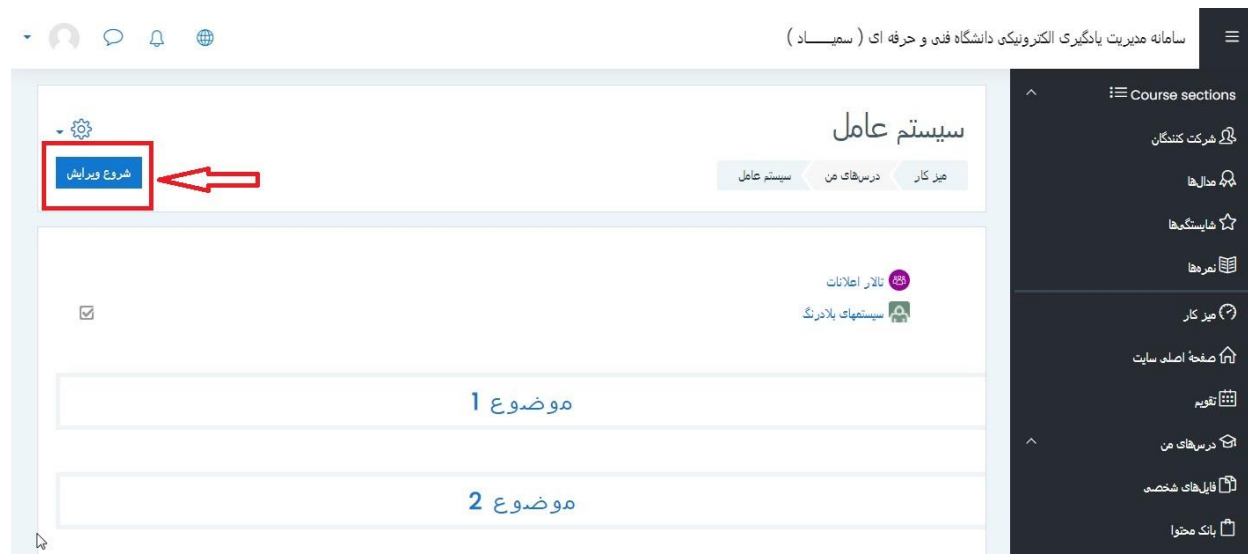 سامانه مدیریت یادگیری الکترونیکی دانشگاه فنی و حرفه ای ( سمیـــــاد )
Course sections
شرکت کنندگان
مدال‌ها
شایستگی‌ها
نمره‌ها
میز کار
صفحهٔ اصلی سایت
تقویم
درس‌های من
فایل‌های شخصی
بانک محتوا
سیستم عامل
میز کار درس‌های من سیستم عامل
شروع ویرایش
تالار اعلانات
سیستمهای بلادرنگ
موضوع 1
موضوع 2